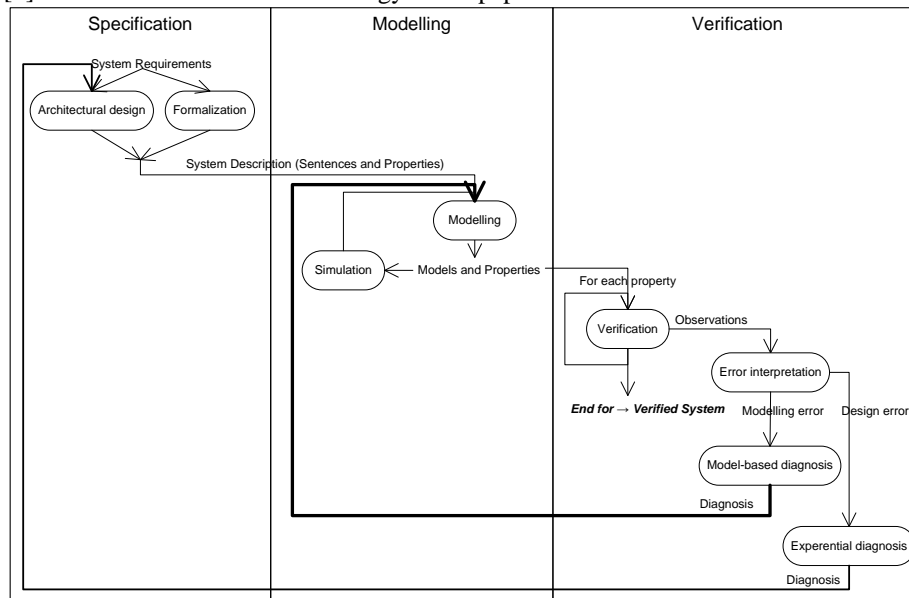 Specification
Modelling
Verification
System Requirements
Architectural design
Formalization
System Description (Sentences and Properties)
Modelling
Simulation
Models and Properties
For each property
Verification
Observations
Error interpretation
End for → Verified System
Modelling error
Design error
Model-based diagnosis
Diagnosis
Experential diagnosis
Diagnosis